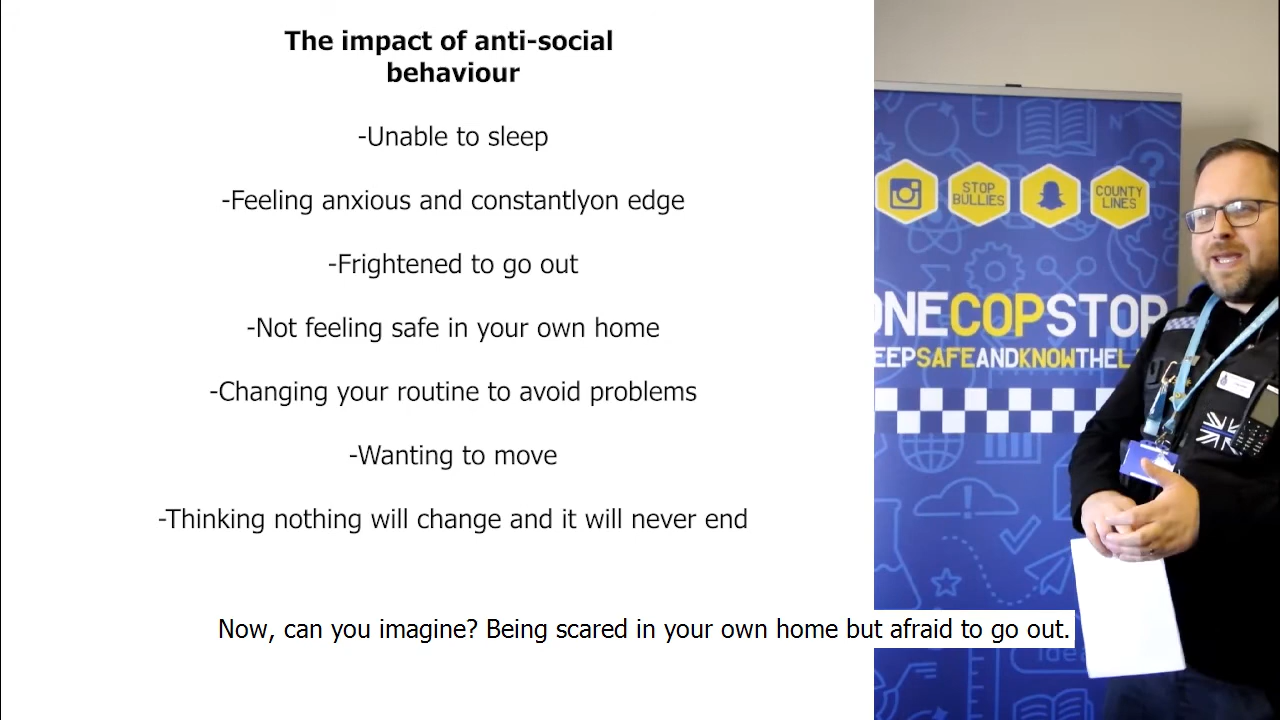 The impact of anti-social
behaviour
-Unable to sleep
-Feeling anxious and constantlyon edge
-Frightened to go out
-Not feeling safe in your own home
-Changing your routine to avoid problems
-Wanting to move
-Thinking nothing will change and it will never end
Now, can you imagine? Being scared in your own home but afraid to go out.
STOP
BULLIES
COUNTY
LINES
ONECOPSTOP
EEPSAFEANDKNOWTHEL
Idea